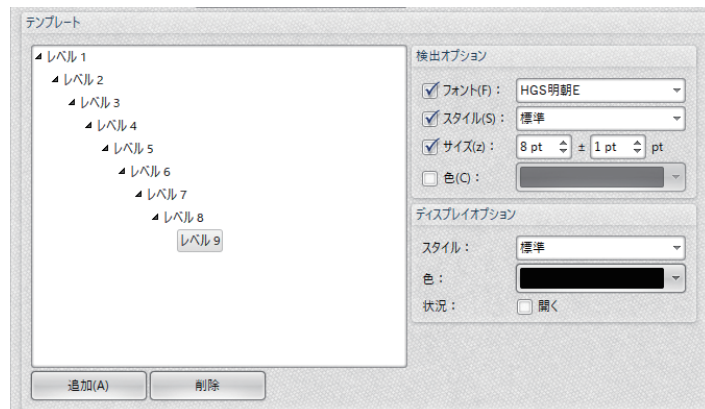 テンプレート
レベル 1
レベル 2
レベル 3
レベル 4
レベル 5
レベル 6
レベル 7
レベル 8
レベル 9
追加(A)
削除
検出オプション
フォント(F)： HGS明朝E
スタイル(S)： 標準
サイズ(z)： 8 pt ± 1 pt pt
色(C)：
ディスプレイオプション
スタイル： 標準
色：
状況： 開く